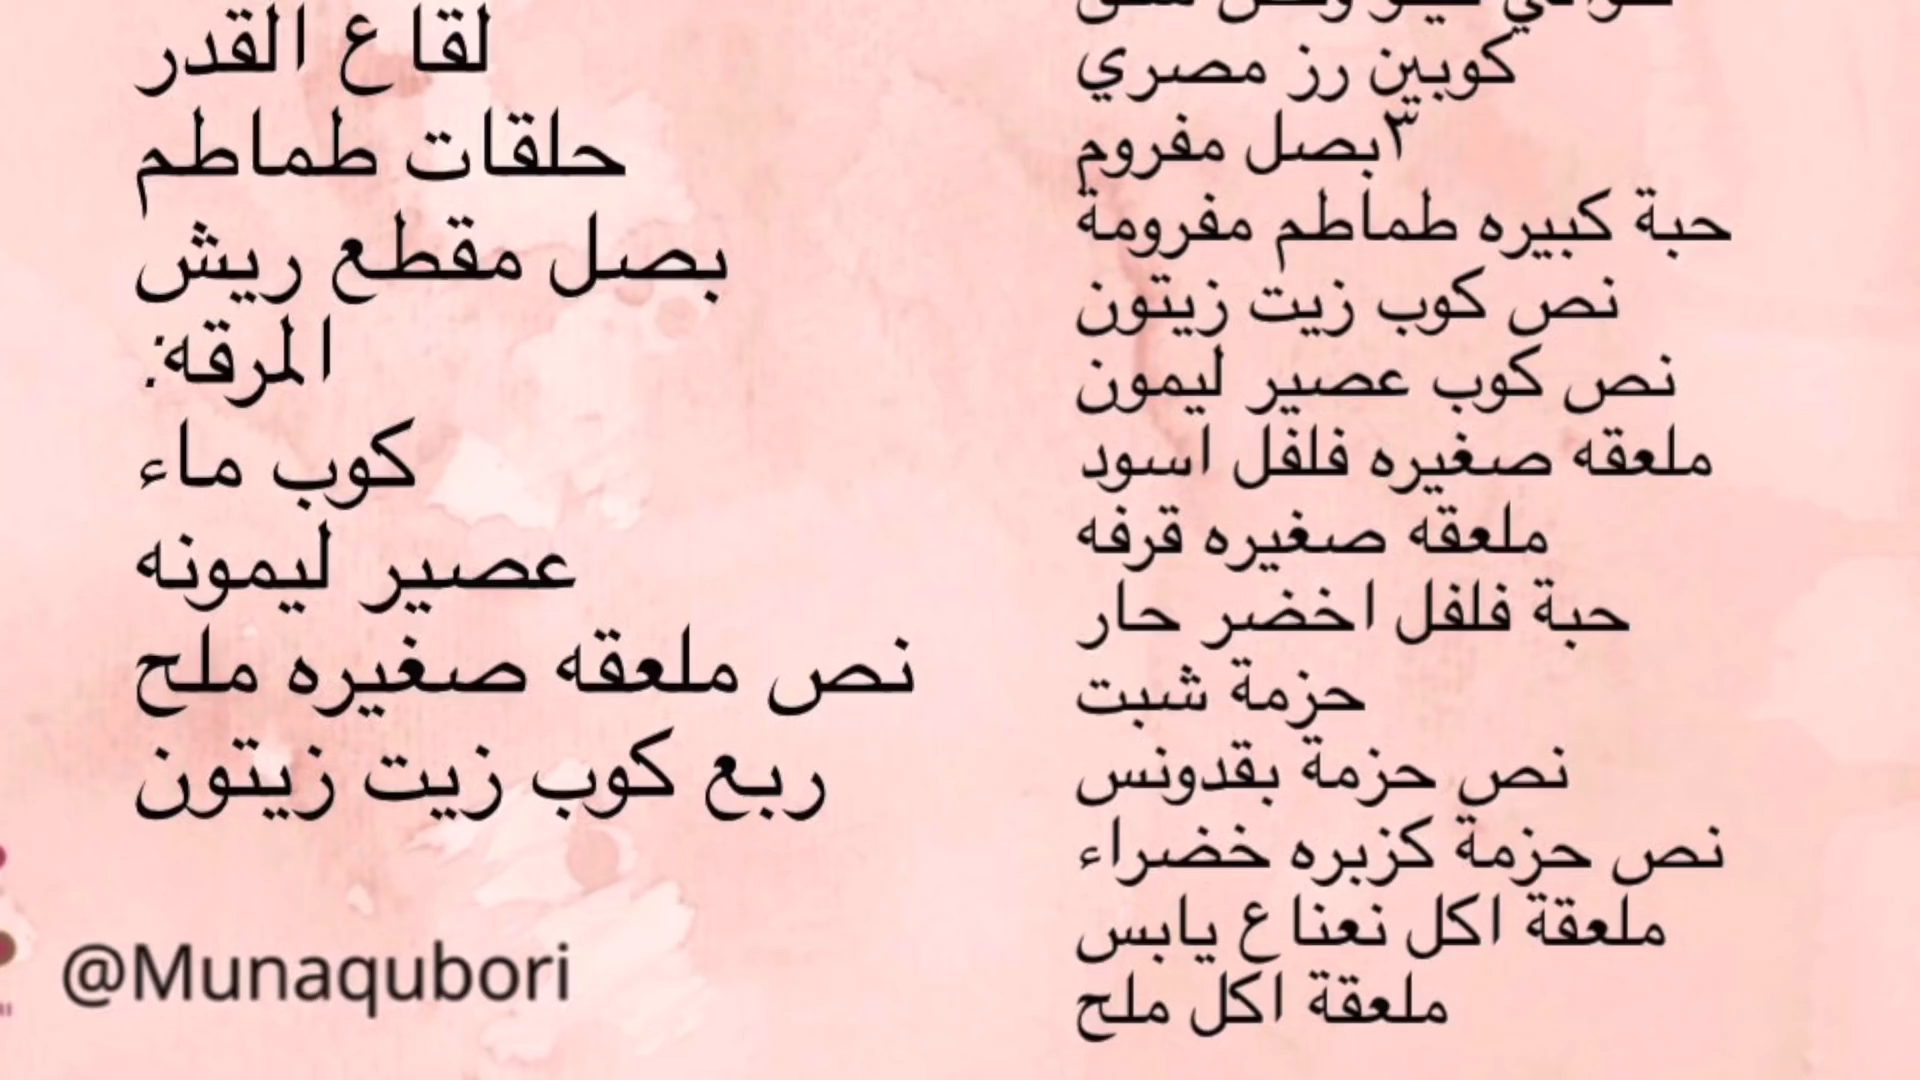 كوبين رز مصري
٣بصل مفروم
حبة كبيره طماطم مفرومة
نص كوب زيت زيتون
نص كوب عصير ليمون
ملعقه صغيره فلفل اسود
ملعقه صغيره قرفه
حبة فلفل اخضر حار
حزمة شبت
نص حزمة بقدونس
نص حزمة كزبره خضراء
ملعقة اكل نعناع يابس
ملعقة اكل ملح
لقاع القدر
حلقات طماطم
بصل مقطع ريش
المرقه:
كوب ماء
عصير ليمونه
نص ملعقه صغيره ملح
ربع كوب زيت زيتون
@Munaqubori